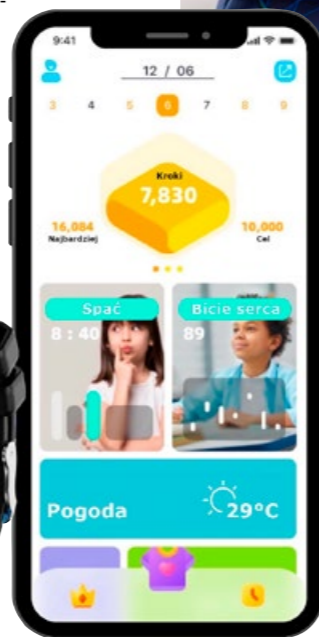 9:41
12 / 06
3 4 5 6 7 8 9
Kroki
7,830
16,084
Najbardziej
10,000
Cel
Spać
8 : 40
Bicie serca
89
Pogoda
29°C